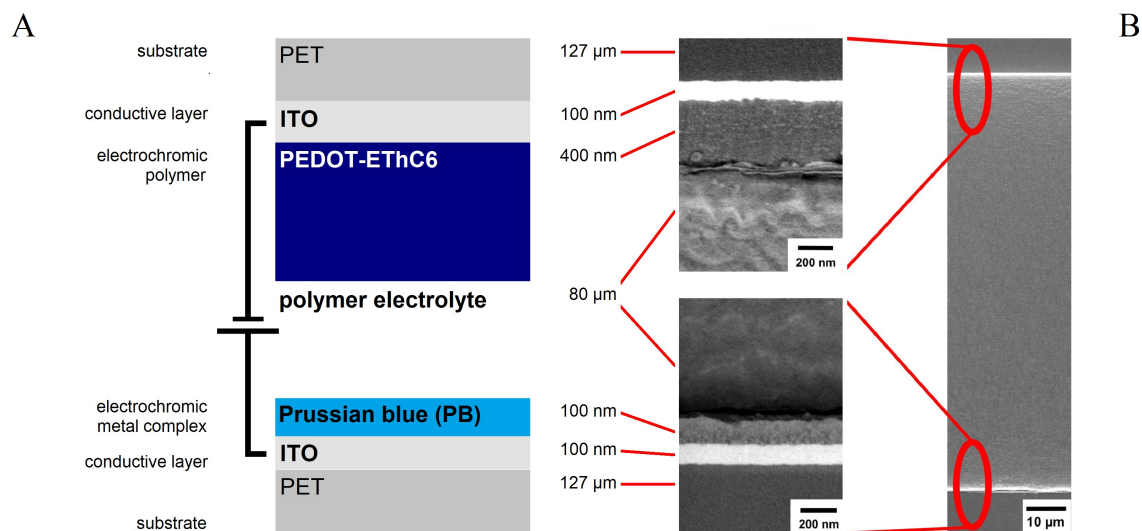 A
B
substrate
PET
conductive layer
ITO
electrochromic
polymer
PEDOT-EThC6
polymer electrolyte
electrochromic
metal complex
Prussian blue (PB)
conductive layer
ITO
PET
substrate
127 µm
100 nm
400 nm
80 µm
100 nm
100 nm
127 µm
200 nm
200 nm
10 µm